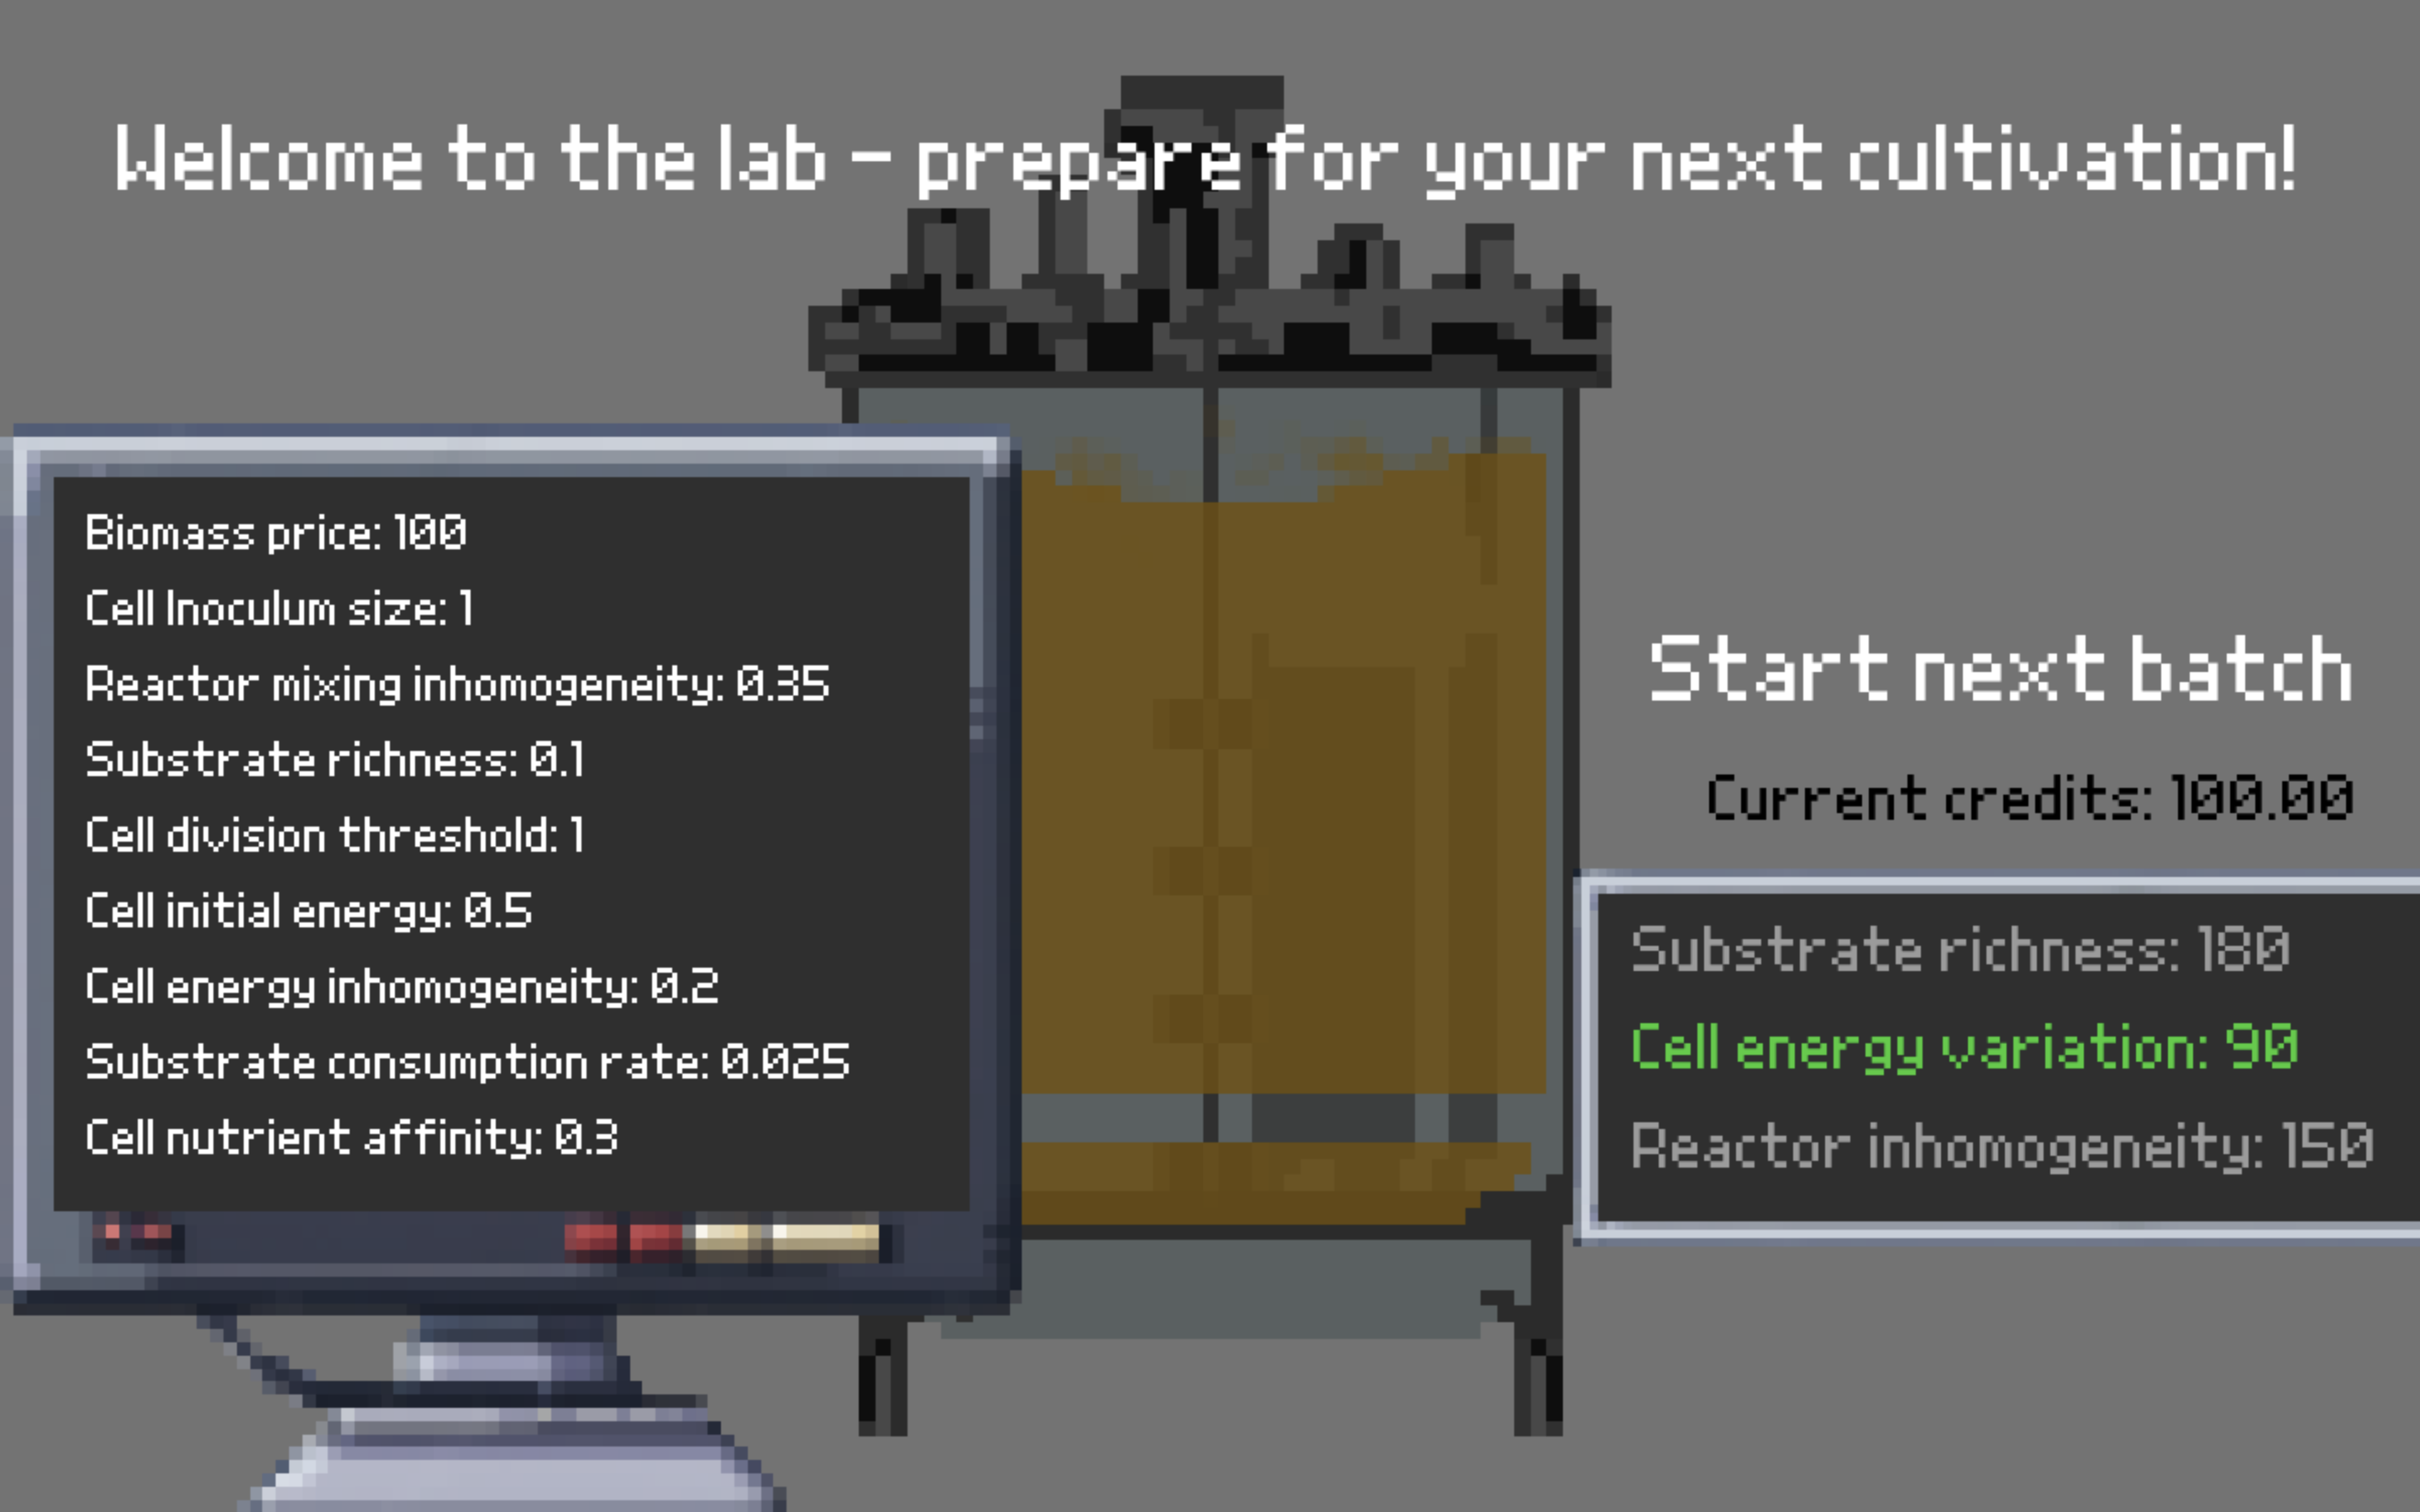 Welcome to the lab - prepare for your next cultivation!
Biomass price: 100
Cell Inoculum size: 1
Reactor mixing inhomogeneity: 0.35
Substrate richness: 0.1
Cell division threshold: 1
Cell initial energy: 0.5
Cell energy inhomogeneity: 0.2
Substrate consumption rate: 0.025
Cell nutrient affinity: 0.3
Start next batch
Current credits: 100.00
Substrate richness: 180
Cell energy variation: 90
Reactor inhomogeneity: 150